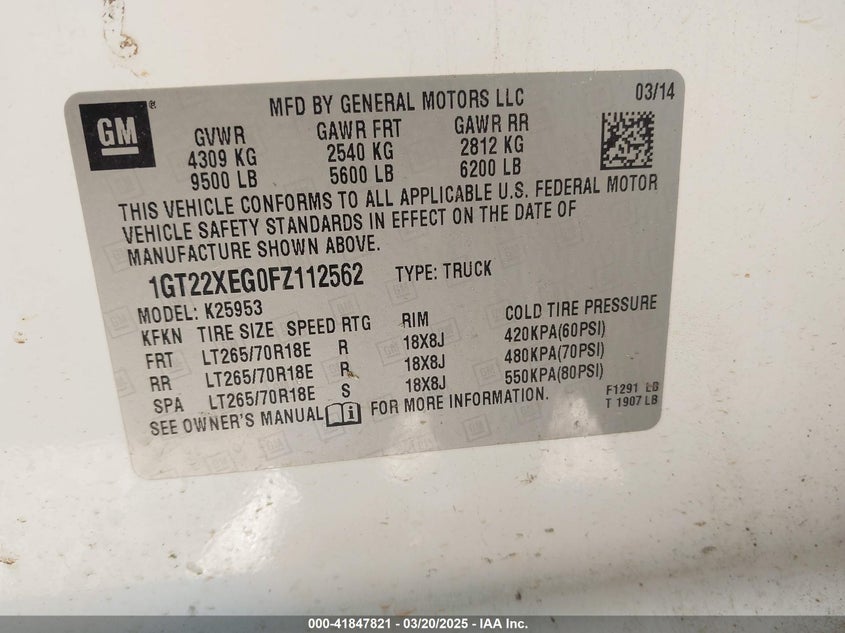 GM ®
MFD BY GENERAL MOTORS LLC 03/14
GVWR GAWR FRT GAWR RR
4309 KG 2540 KG 2812 KG
9500 LB 5600 LB 6200 LB
THIS VEHICLE CONFORMS TO ALL APPLICABLE U.S. FEDERAL MOTOR
VEHICLE SAFETY STANDARDS IN EFFECT ON THE DATE OF
MANUFACTURE SHOWN ABOVE.
1GT22XEG0FZ112562 TYPE: TRUCK
MODEL: K25953
KFKN TIRE SIZE SPEED RTG RIM COLD TIRE PRESSURE
FRT LT265/70R18E R 18X8J 420KPA(60PSI)
RR LT265/70R18E R 18X8J 480KPA(70PSI)
SPA LT265/70R18E S 18X8J 550KPA(80PSI)
SEE OWNER'S MANUAL FOR MORE INFORMATION.
F1291 LB
T 1907 LB
000-41847821 / 03/20/2025 - IAA Inc.